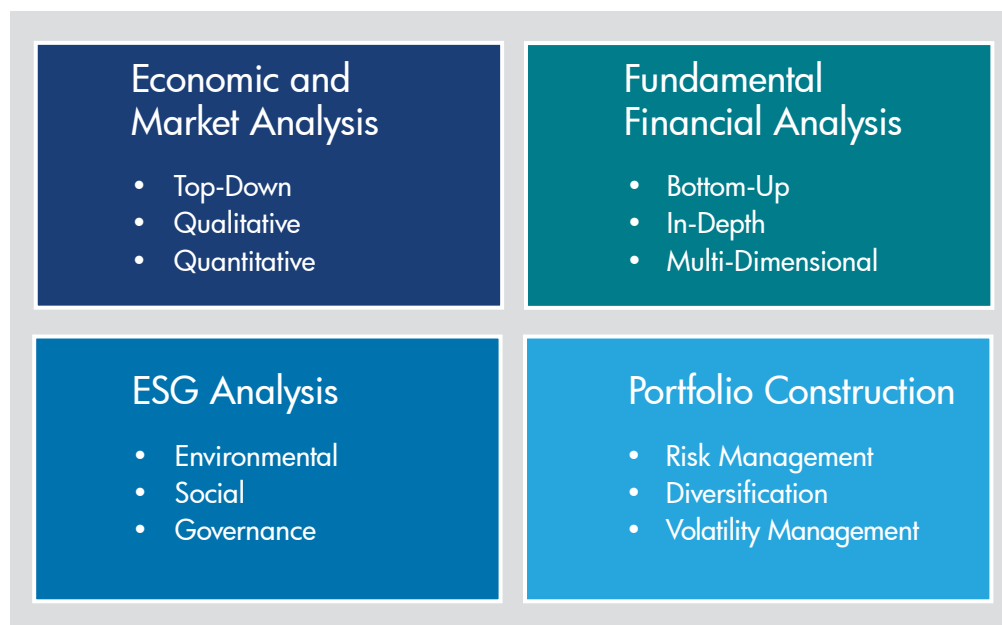 Economic and
Market Analysis
• Top-Down
• Qualitative
• Quantitative
Fundamental
Financial Analysis
• Bottom-Up
• In-Depth
• Multi-Dimensional
ESG Analysis
• Environmental
• Social
• Governance
Portfolio Construction
• Risk Management
• Diversification
• Volatility Management